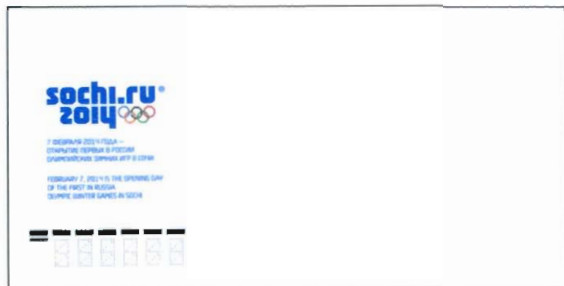 sochi.ru®
2014
7 ФЕВРАЛЯ 2014 ГОДА –
ОТКРЫТИЕ ПЕРВЫХ В РОССИИ
ОЛИМПИЙСКИХ ЗИМНИХ ИГР В СОЧИ
FEBRUARY 7, 2014 IS THE OPENING DAY
OF THE FIRST IN RUSSIA
OLYMPIC WINTER GAMES IN SOCHI